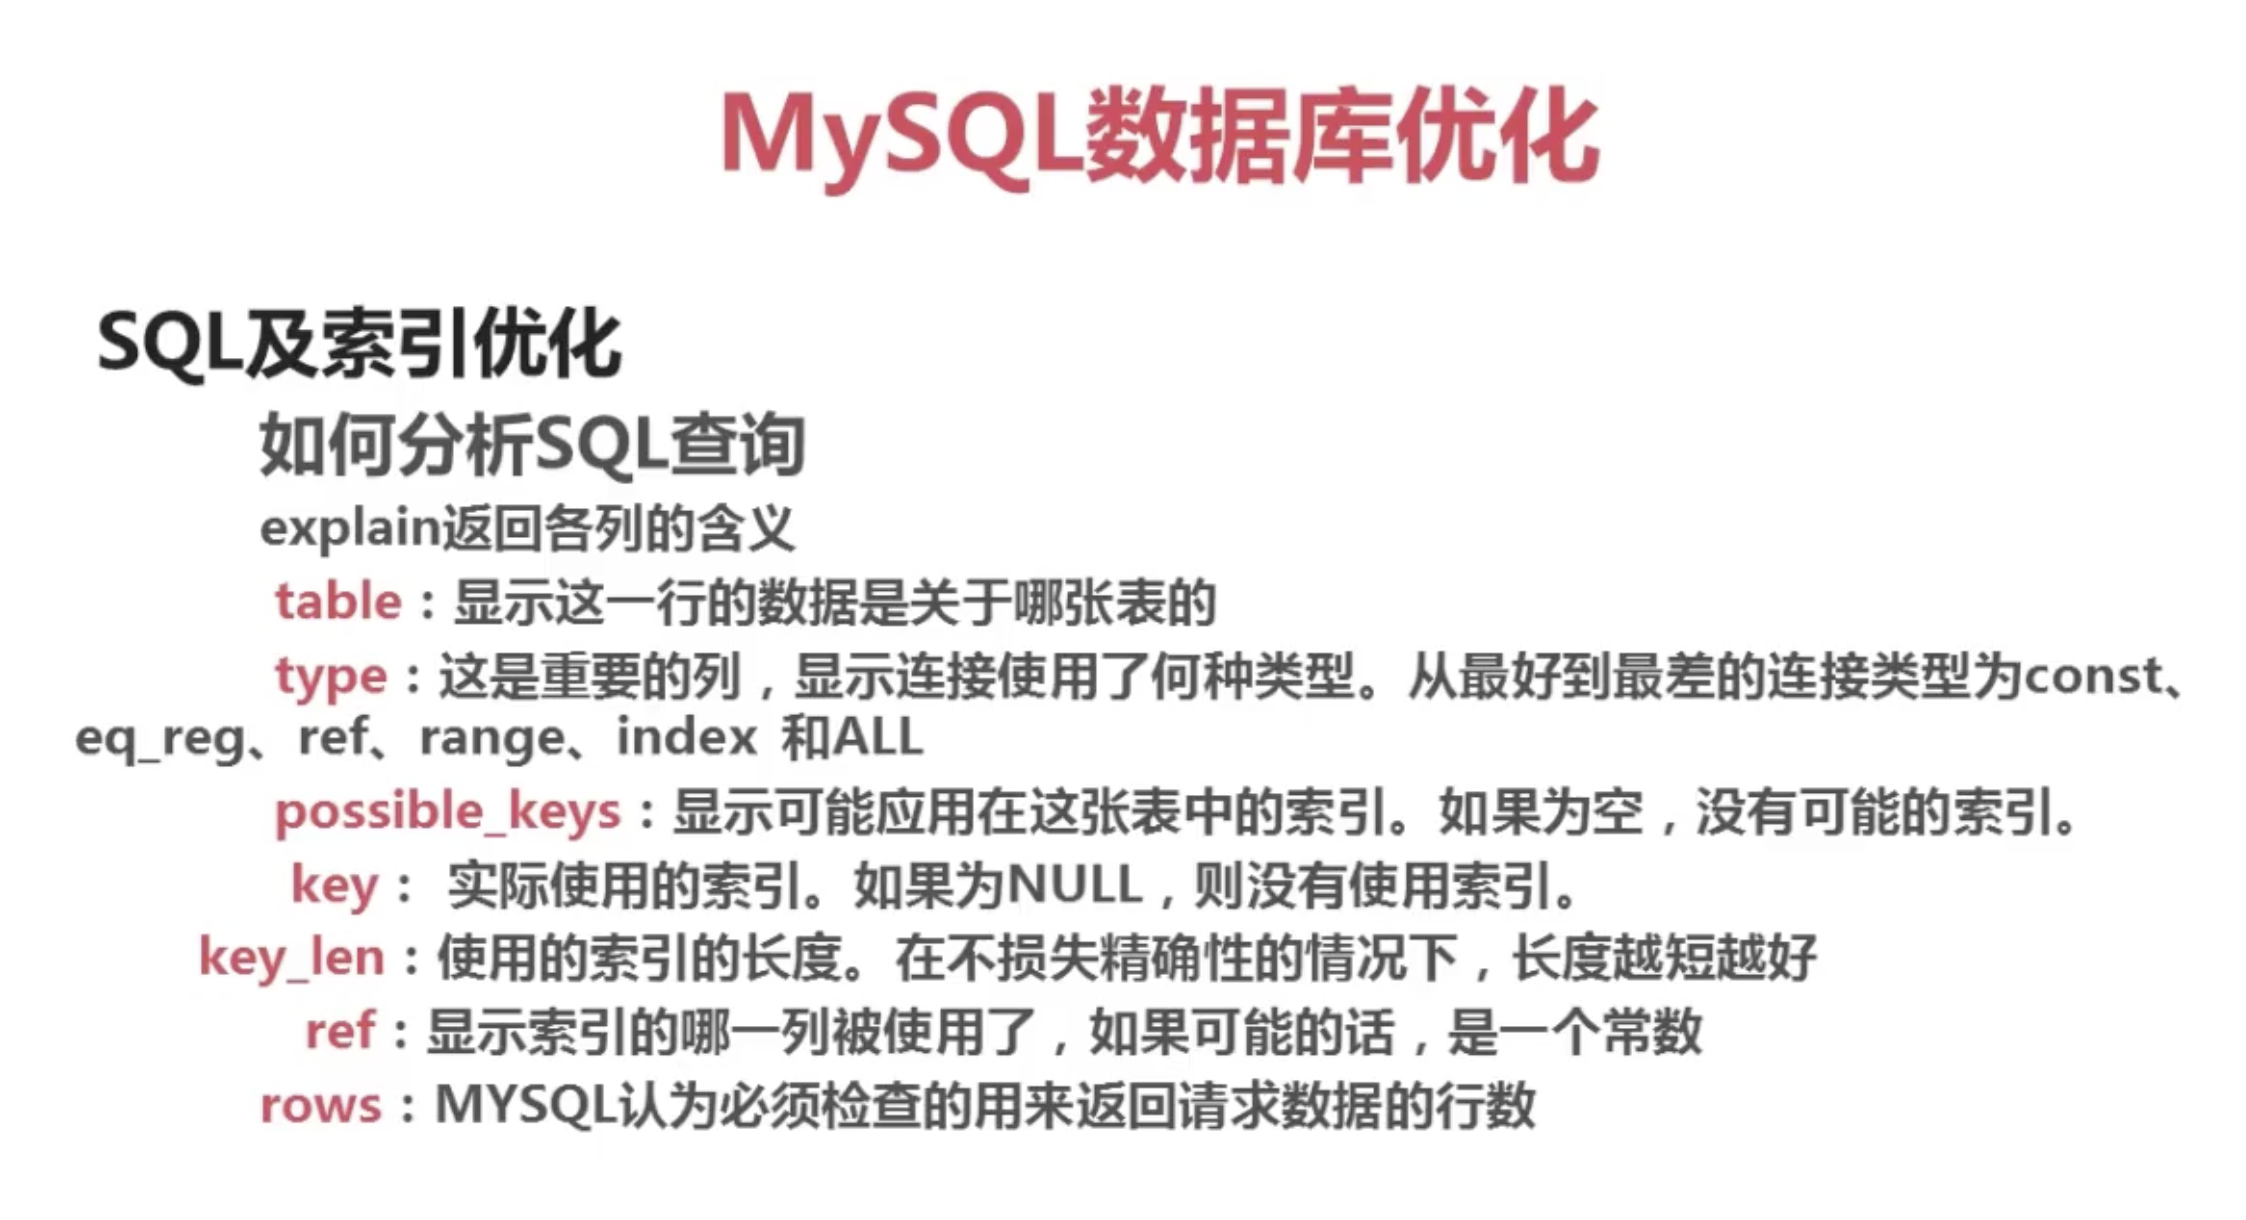 MySQL数据库优化
SQL及索引优化
如何分析SQL查询
explain返回各列的含义
table：显示这一行的数据是关于哪张表的
type：这是重要的列，显示连接使用了何种类型。从最好到最差的连接类型为const、
eq_reg、ref、range、index 和ALL
possible_keys：显示可能应用在这张表中的索引。如果为空，没有可能的索引。
key： 实际使用的索引。如果为NULL，则没有使用索引。
key_len：使用的索引的长度。在不损失精确性的情况下，长度越短越好
ref：显示索引的哪一列被使用了，如果可能的话，是一个常数
rows：MYSQL认为必须检查的用来返回请求数据的行数